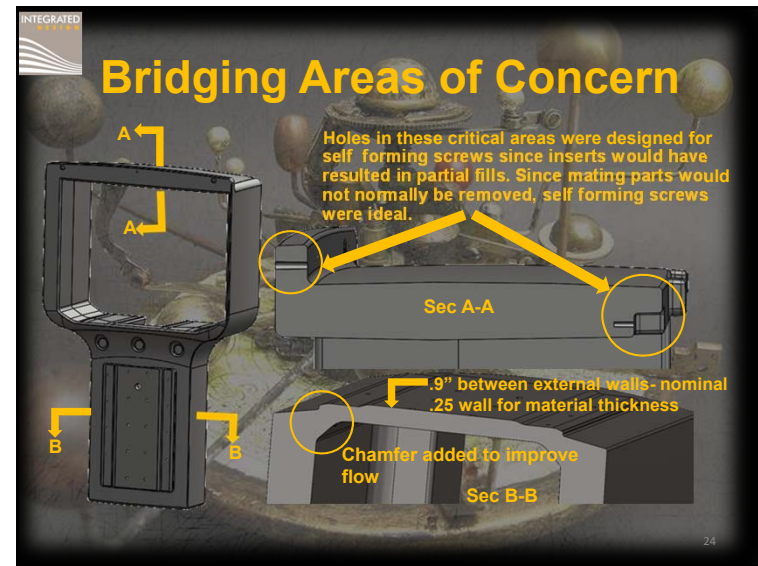 INTEGRATED
DESIGN
Bridging Areas of Concern
A
A
Holes in these critical areas were designed for
self forming screws since inserts would have
resulted in partial fills. Since mating parts would
not normally be removed, self forming screws
were ideal.
Sec A-A
.9” between external walls- nominal
.25 wall for material thickness
B
B
Chamfer added to improve
flow
Sec B-B
24